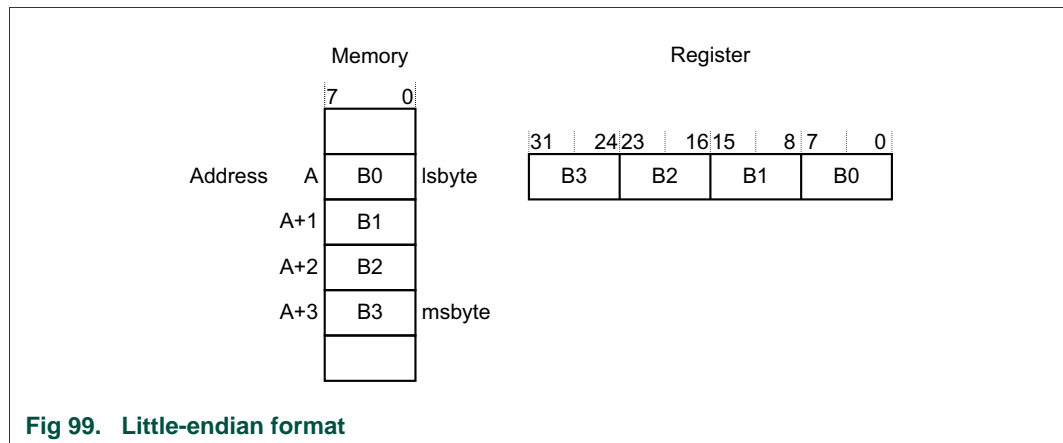 Memory
Register
7 0
31 24 23 16 15 8 7 0
Address A B0 lsbyte
B3 B2 B1 B0
A+1 B1
A+2 B2
A+3 B3 msbyte
Fig 99. Little-endian format